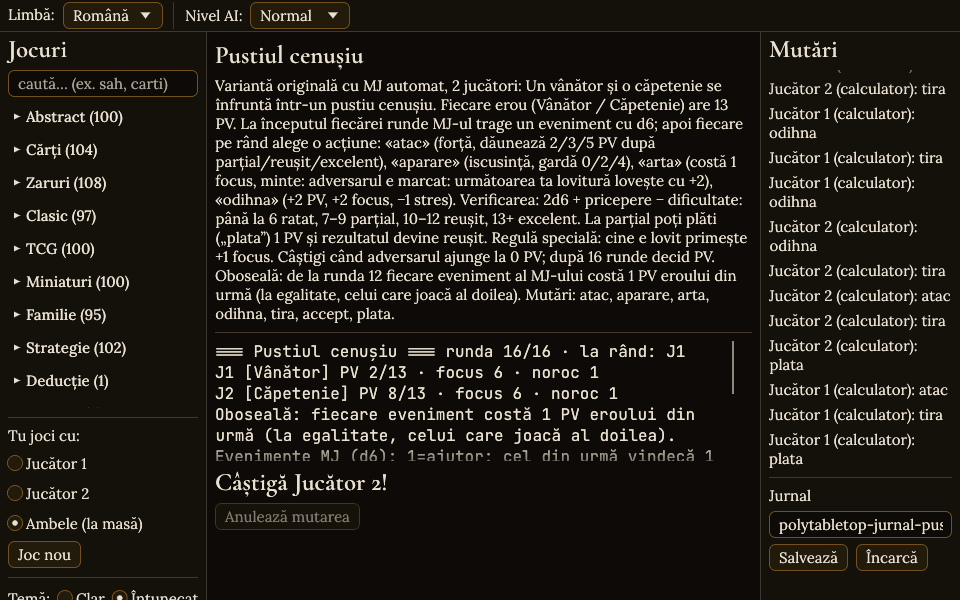 Limbă: Română ▼ Nivel AI: Normal ▼
Jocuri
caută... (ex. sah, carti)
▸ Abstract (100)
▸ Cărți (104)
▸ Zaruri (108)
▸ Clasic (97)
▸ TCG (100)
▸ Miniaturi (100)
▸ Familie (95)
▸ Strategie (102)
▸ Deducție (1)
Tu joci cu:
Jucător 1
Jucător 2
Ambele (la masă)
Joc nou
Temă: Clar Întunecat
Pustiul cenușiu
Variantă originală cu MJ automat, 2 jucători: Un vânător și o căpetenie se
înfruntă într-un pustiu cenușiu. Fiecare erou (Vânător / Căpetenie) are 13
PV. La începutul fiecărei runde MJ-ul trage un eveniment cu d6; apoi fiecare
pe rând alege o acțiune: «atac» (forță, dăunează 2/3/5 PV după
parțial/reușit/excelent), «aparare» (iscusință, gardă 0/2/4), «arta» (costă 1
focus, minte: adversarul e marcat: următoarea ta lovitură lovește cu +2),
«odihna» (+2 PV, +2 focus, −1 stres). Verificarea: 2d6 + pricepere − dificultate:
până la 6 ratat, 7–9 parțial, 10–12 reușit, 13+ excelent. La parțial poți plăti
(„plata”) 1 PV și rezultatul devine reușit. Regulă specială: cine e lovit primește
+1 focus. Câștigi când adversarul ajunge la 0 PV; după 16 runde decid PV.
Oboseală: de la runda 12 fiecare eveniment al MJ-ului costă 1 PV eroului din
urmă (la egalitate, celui care joacă al doilea). Mutări: atac, aparare, arta,
odihna, tira, accept, plata.
═══ Pustiul cenușiu ═══ runda 16/16 · la rând: J1
J1 [Vânător] PV 2/13 · focus 6 · noroc 1
J2 [Căpetenie] PV 8/13 · focus 6 · noroc 1
Oboseală: fiecare eveniment costă 1 PV eroului din
urmă (la egalitate, celui care joacă al doilea).
Evenimente MJ (d6): 1=ajutor: cel din urmă vindecă 1
Câștigă Jucător 2!
Anulează mutarea
Mutări
Jucător 2 (calculator): tira
Jucător 1 (calculator):
odihna
Jucător 1 (calculator): tira
Jucător 1 (calculator):
odihna
Jucător 2 (calculator):
odihna
Jucător 2 (calculator): tira
Jucător 2 (calculator): atac
Jucător 2 (calculator): tira
Jucător 2 (calculator):
plata
Jucător 1 (calculator): atac
Jucător 1 (calculator): tira
Jucător 1 (calculator):
plata
Jurnal
polytabletop-jurnal-pus
Salvează Încarcă